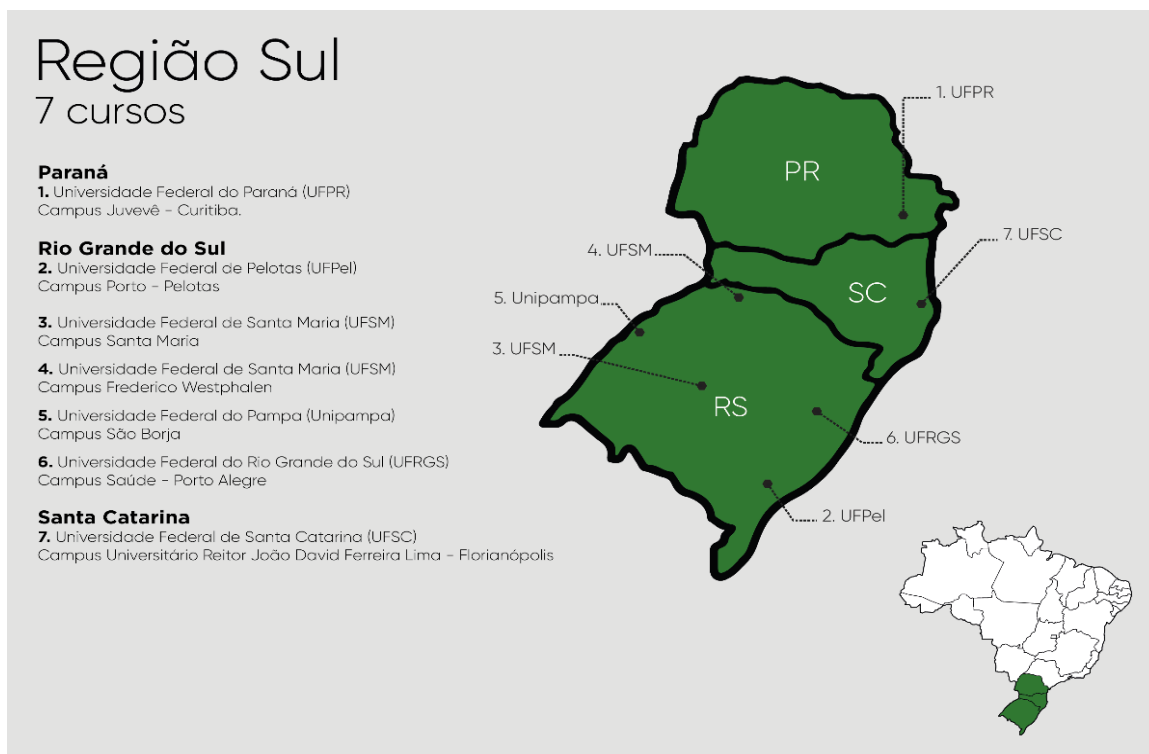 Região Sul
7 cursos
Paraná
1. Universidade Federal do Paraná (UFPR)
Campus Juvevê - Curitiba.
Rio Grande do Sul
2. Universidade Federal de Pelotas (UFPel)
Campus Porto - Pelotas
3. Universidade Federal de Santa Maria (UFSM)
Campus Santa Maria
4. Universidade Federal de Santa Maria (UFSM)
Campus Frederico Westphalen
5. Universidade Federal do Pampa (Unipampa)
Campus São Borja
6. Universidade Federal do Rio Grande do Sul (UFRGS)
Campus Saúde - Porto Alegre
Santa Catarina
7. Universidade Federal de Santa Catarina (UFSC)
Campus Universitário Reitor João David Ferreira Lima - Florianópolis
1. UFPR
PR
7. UFSC
4. UFSM
SC
5. Unipampa
3. UFSM
RS
6. UFRGS
2. UFPel